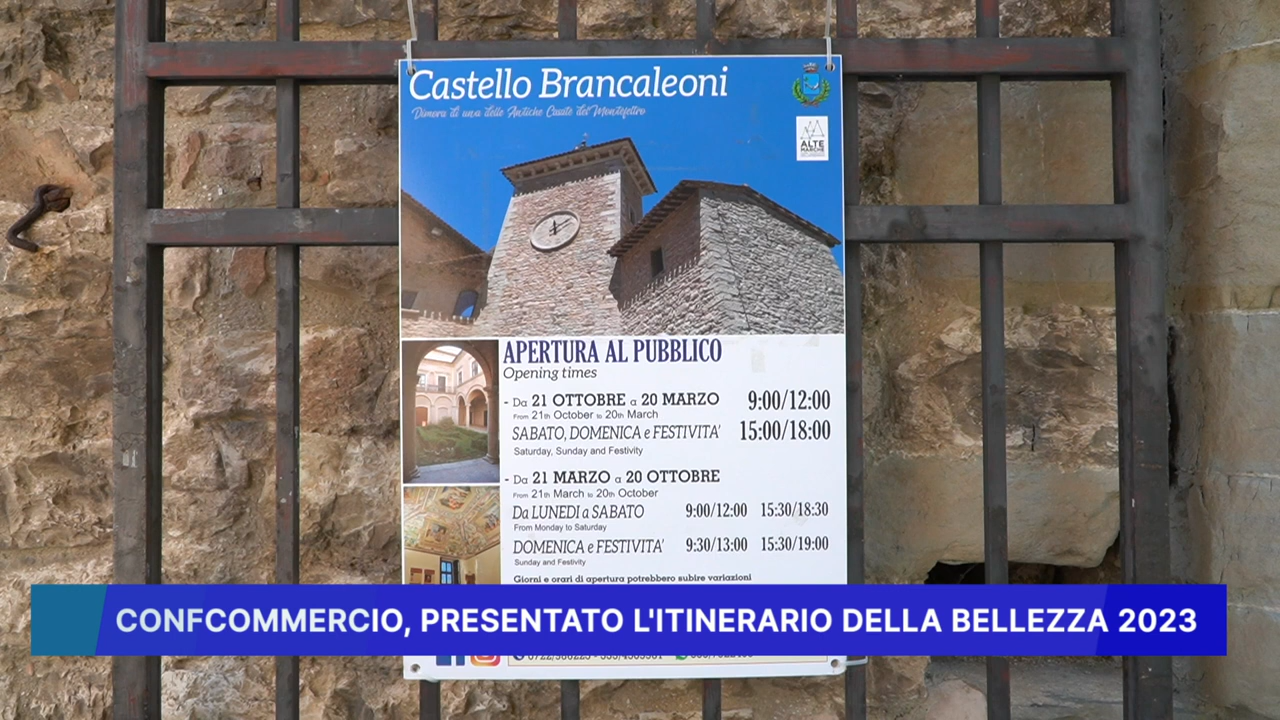 Castello Brancaleoni
Dimora di una delle Antiche Casate del Montefeltro
ALTE
MARCHE
APERTURA AL PUBBLICO
Opening times
- Da 21 OTTOBRE a 20 MARZO 9:00/12:00
From 21th October to 20th March
SABATO, DOMENICA e FESTIVITA' 15:00/18:00
Saturday, Sunday and Festivity
- Da 21 MARZO a 20 OTTOBRE
From 21th March to 20th October
Da LUNEDI a SABATO 9:00/12:00 15:30/18:30
From Monday to Saturday
DOMENICA e FESTIVITA' 9:30/13:00 15:30/19:00
Sunday and Festivity
Giorni e orari di apertura potrebbero subire variazioni
CONFCOMMERCIO, PRESENTATO L'ITINERARIO DELLA BELLEZZA 2023